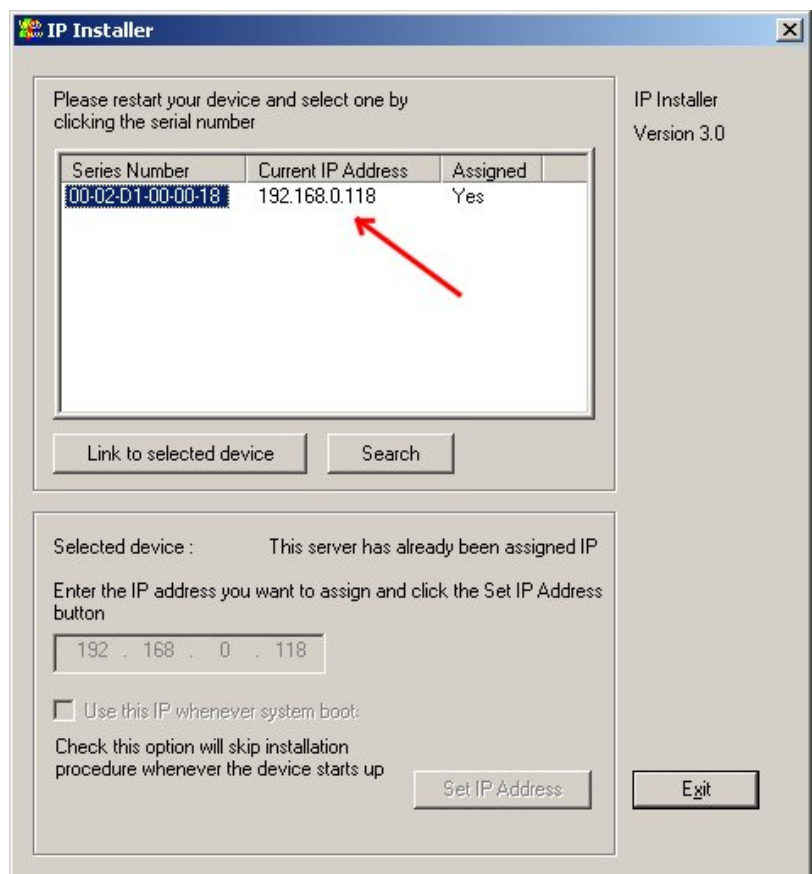 IP Installer
Please restart your device and select one by
clicking the serial number
IP Installer
Version 3.0
Series Number Current IP Address Assigned
00-02-D1-00-00-18 192.168.0.118 Yes
Link to selected device Search
Selected device : This server has already been assigned IP
Enter the IP address you want to assign and click the Set IP Address
button
192 . 168 . 0 . 118
Use this IP whenever system boot
Check this option will skip installation
procedure whenever the device starts up
Set IP Address Exit